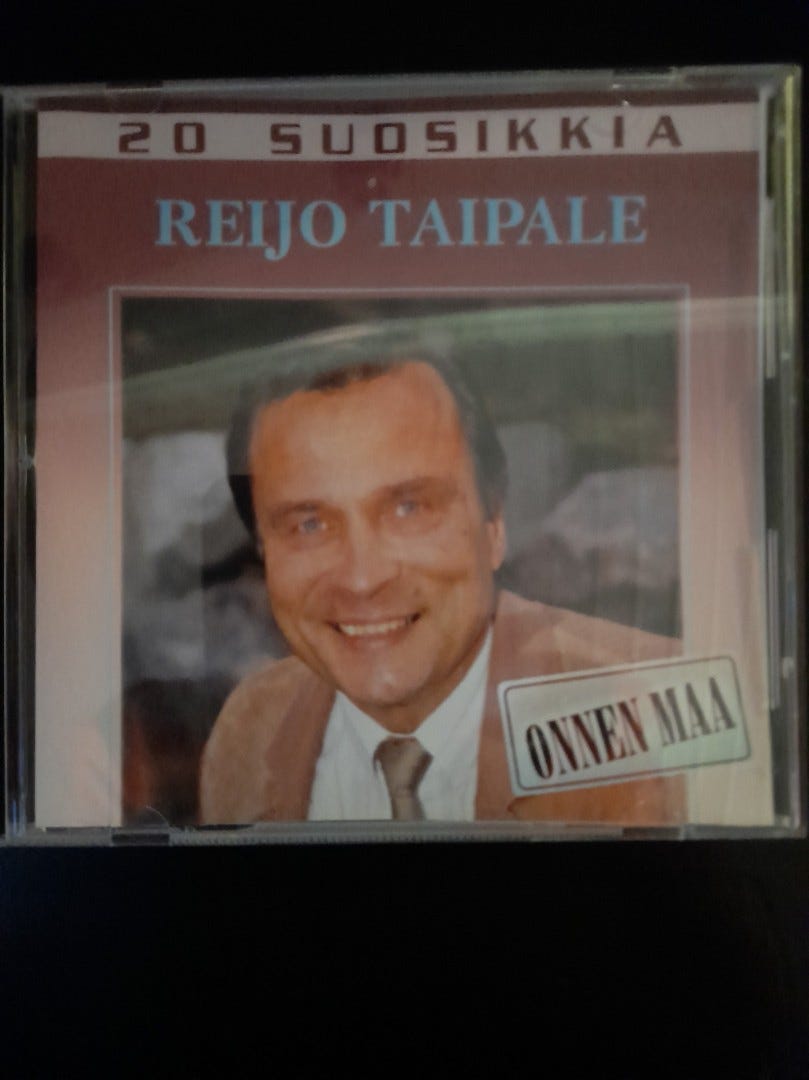 20 SUOSIKKIA
REIJO TAIPALE
ONNEN MAA